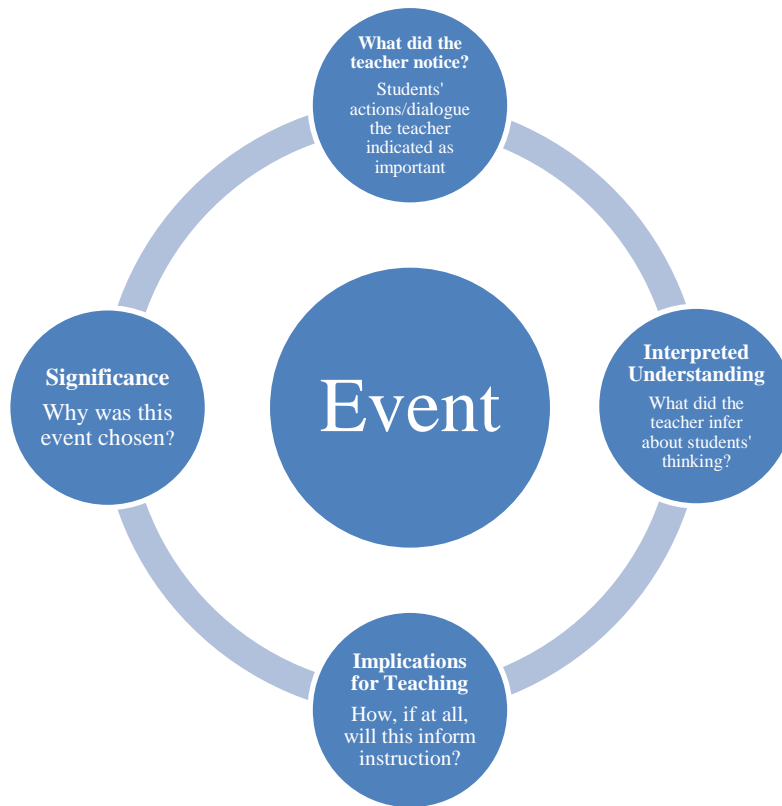 What did the
teacher notice?
Students'
actions/dialogue
the teacher
indicated as
important
Significance
Why was this
event chosen?
Event
Interpreted
Understanding
What did the
teacher infer
about students'
thinking?
Implications
for Teaching
How, if at all,
will this inform
instruction?